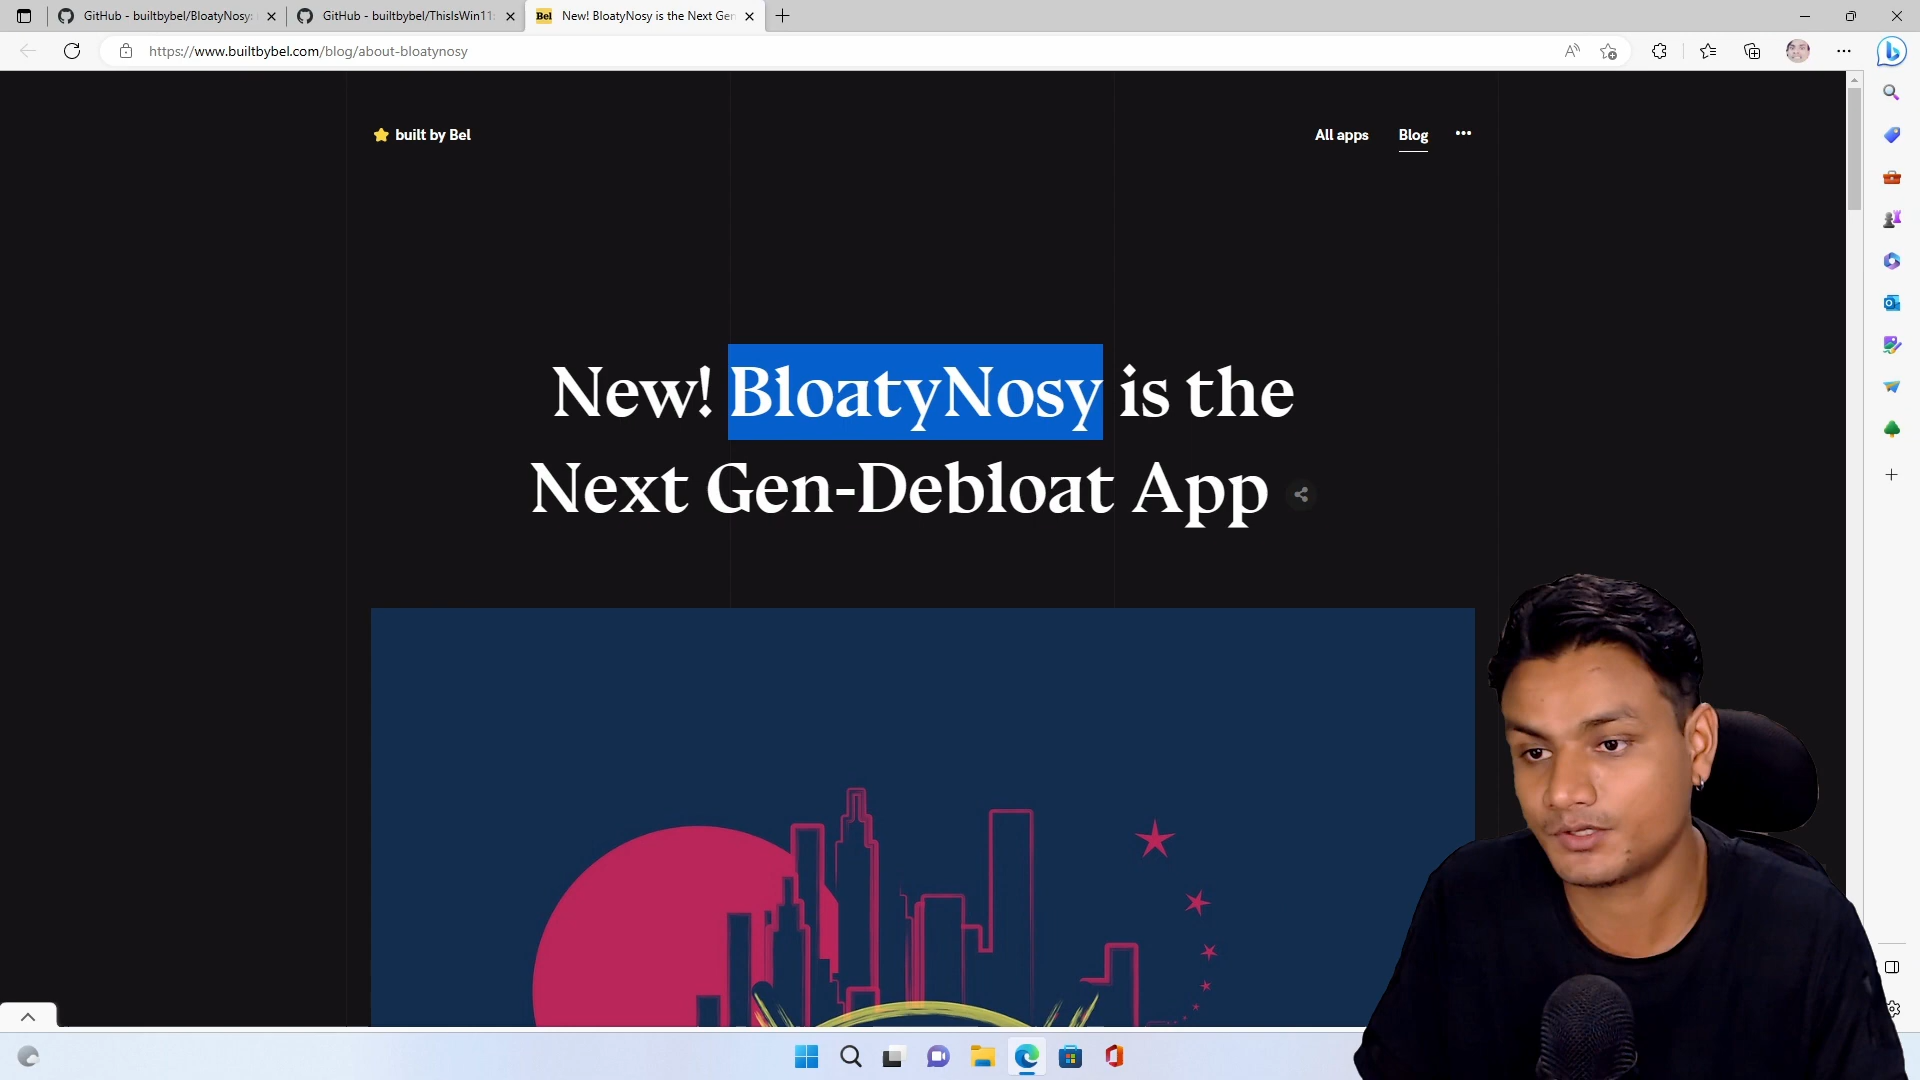 GitHub - builtbybel/BloatyNosy:
GitHub - builtbybel/ThisIsWin11:
Bel New! BloatyNosy is the Next Gen
https://www.builtbybel.com/blog/about-bloatynosy
built by Bel
All apps
Blog
New! BloatyNosy is the
Next Gen-Debloat App